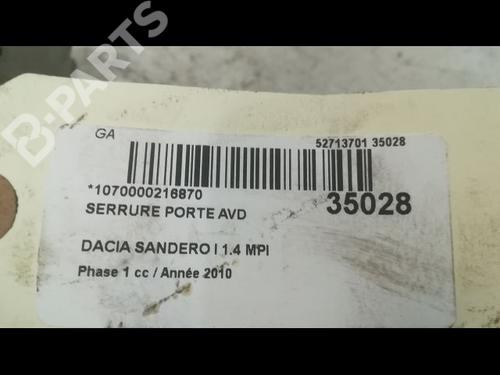 B-PARTS
GA
52713701 35028
*1070000216870
35028
SERRURE PORTE AVD
DACIA SANDERO I 1.4 MPI
Phase 1 cc / Année 2010